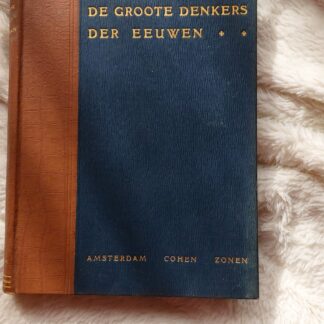 DE GROOTE DENKERS
DER EEUWEN
AMSTERDAM COHEN ZONEN